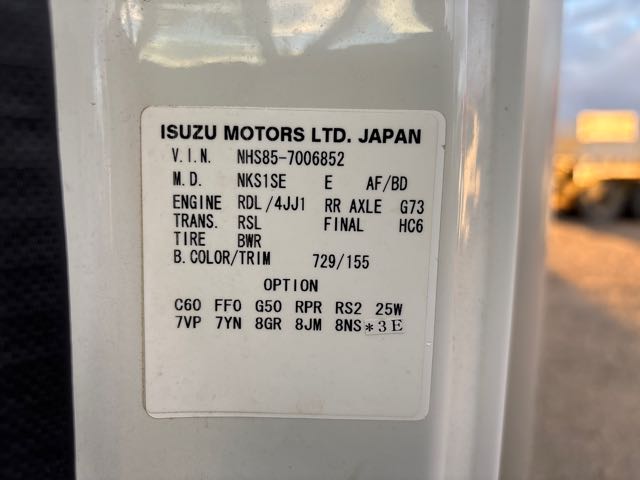 ISUZU MOTORS LTD. JAPAN
V.I.N. NHS85-7006852
M.D. NKS1SE E AF/BD
ENGINE RDL/4JJ1 RR AXLE G73
TRANS. RSL FINAL HC6
TIRE BWR
B.COLOR/TRIM 729/155
OPTION
C60 FF0 G50 RPR RS2 25W
7VP 7YN 8GR 8JM 8NS *3E